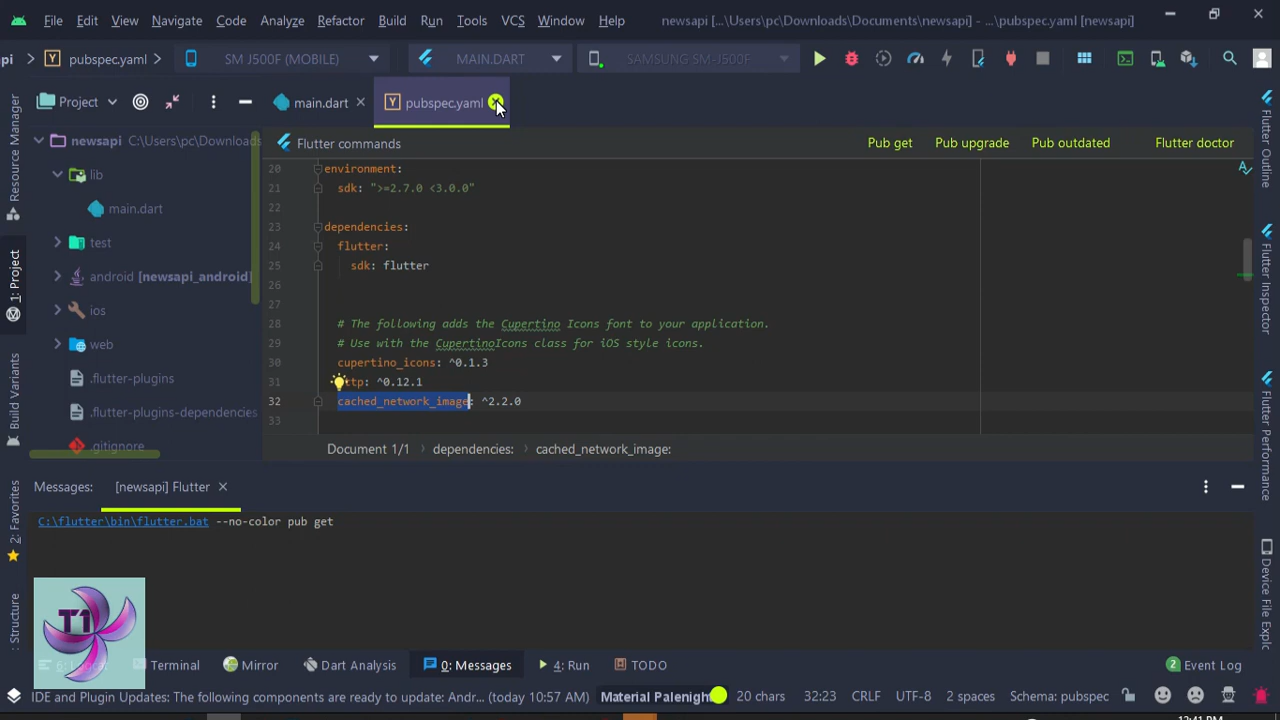 File Edit View Navigate Code Analyze Refactor Build Run Tools VCS Window Help newsapi [...\Users\pc\Downloads\Documents\newsapi] - ...\pubspec.yaml [newsapi]
pi pubspec.yaml SM J500F (MOBILE) MAIN.DART SAMSUNG SM-J500F
Project main.dart pubspec.yaml
newsapi C:\Users\pc\Downloads
lib
main.dart
test
android [newsapi_android]
ios
web
.flutter-plugins
.flutter-plugins-dependencies
.gitignore
Resource Manager
1: Project
Build Variants
2: Favorites
Structure
Flutter commands Pub get Pub upgrade Pub outdated Flutter doctor
20 environment:
21 sdk: ">=2.7.0 <3.0.0"
22
23 dependencies:
24 flutter:
25 sdk: flutter
26
27
28 # The following adds the Cupertino Icons font to your application.
29 # Use with the CupertinoIcons class for iOS style icons.
30 cupertino_icons: ^0.1.3
31 ttp: ^0.12.1
32 cached_network_image: ^2.2.0
33
Document 1/1 dependencies: cached_network_image:
Flutter Outline
Flutter Inspector
Flutter Performance
Device File Explo
Messages: [newsapi] Flutter
C:\flutter\bin\flutter.bat --no-color pub get
T1
Terminal Mirror Dart Analysis 0: Messages 4: Run TODO 2 Event Log
IDE and Plugin Updates: The following components are ready to update: Andr... (today 10:57 AM) Material Palenight 20 chars 32:23 CRLF UTF-8 2 spaces Schema: pubspec